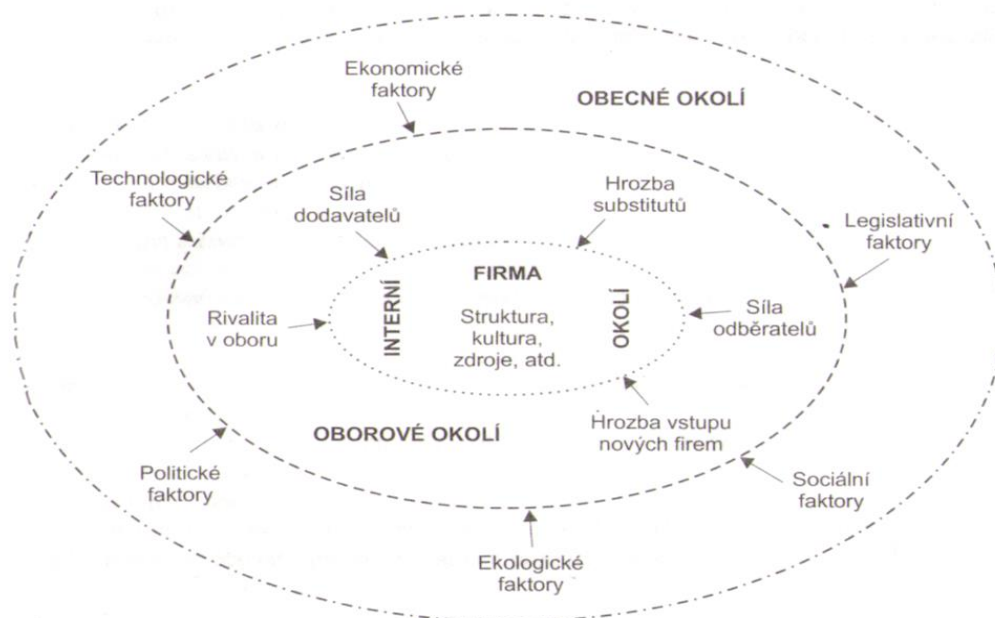 Ekonomické
faktory
OBECNÉ OKOLÍ
Technologické
faktory
Síla
dodavatelů
Hrozba
substitutů
Legislativní
faktory
FIRMA
INTERNÍ
OKOLÍ
Struktura,
kultura,
zdroje, atd.
Rivalita
v oboru
Síla
odběratelů
OBOROVÉ OKOLÍ
Hrozba vstupu
nových firem
Politické
faktory
Sociální
faktory
Ekologické
faktory